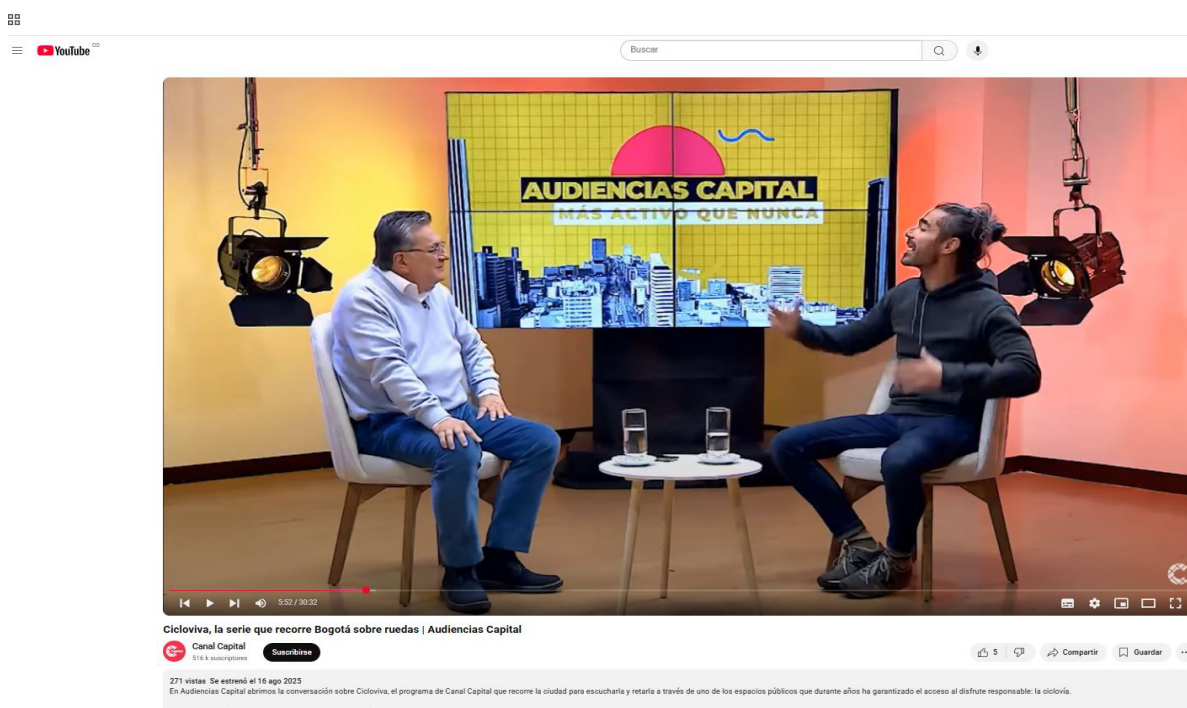 YouTube CO
Buscar
AUDIENCIAS CAPITAL
MÁS ACTIVO QUE NUNCA
5:52 / 30:32
Cicloviva, la serie que recorre Bogotá sobre ruedas | Audiencias Capital
Canal Capital
516 k suscriptores
Suscribirse
5
Compartir
Guardar
271 vistas Se estrenó el 16 ago 2025
En Audiencias Capital abrimos la conversación sobre Cicloviva, el programa de Canal Capital que recorre la ciudad para escucharla y retarla a través de uno de los espacios públicos que durante años ha garantizado el acceso al disfrute responsable: la ciclovía.